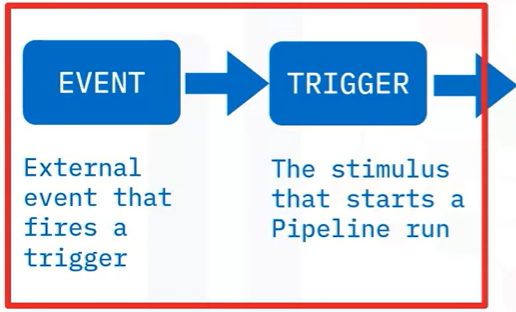 EVENT
TRIGGER
External
event that
fires a
trigger
The stimulus
that starts a
Pipeline run